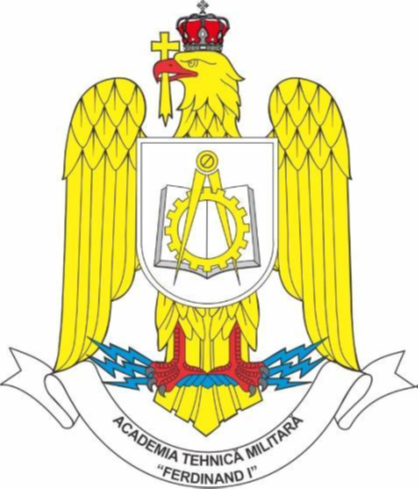 ACADEMIA TEHNICĂ MILITARĂ
"FERDINAND I"